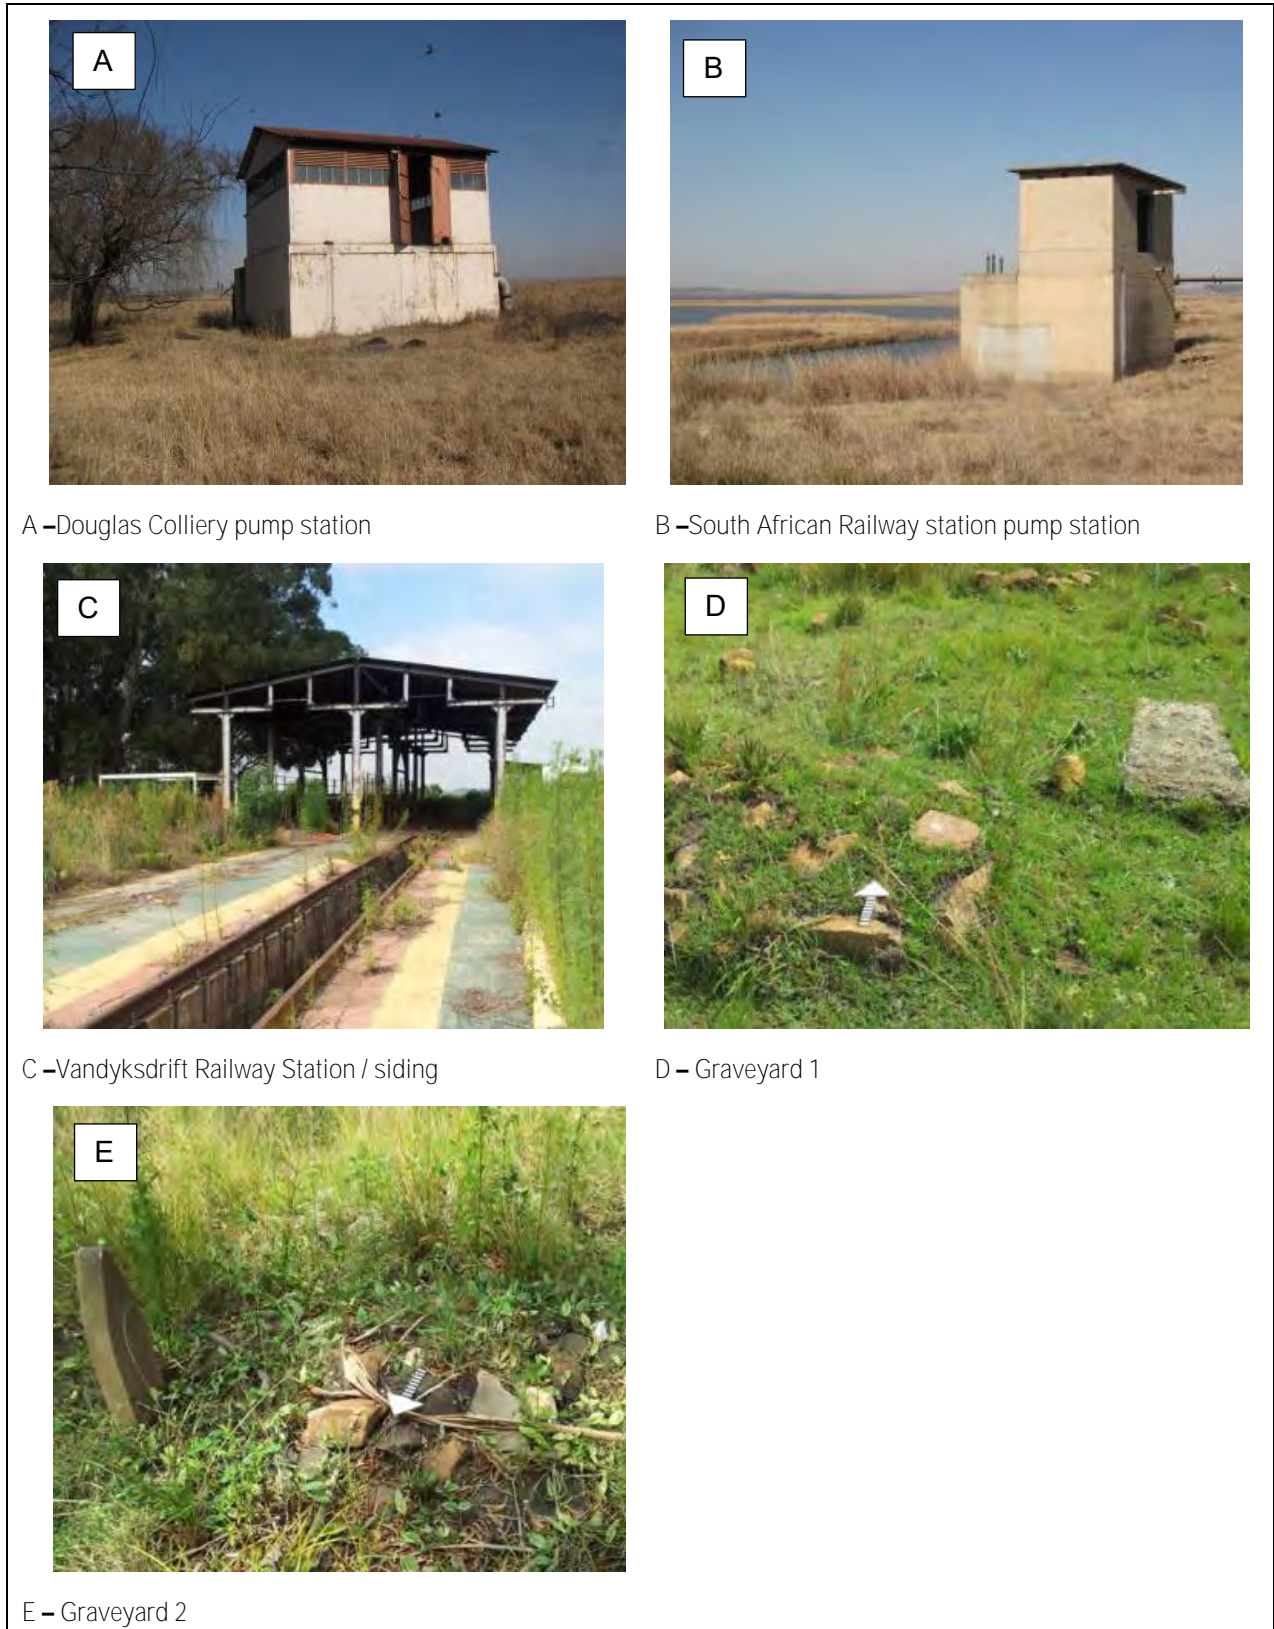 A
B
A –Douglas Colliery pump station
B –South African Railway station pump station
C
D
C –Vandyksdrift Railway Station / siding
D – Graveyard 1
E
E – Graveyard 2